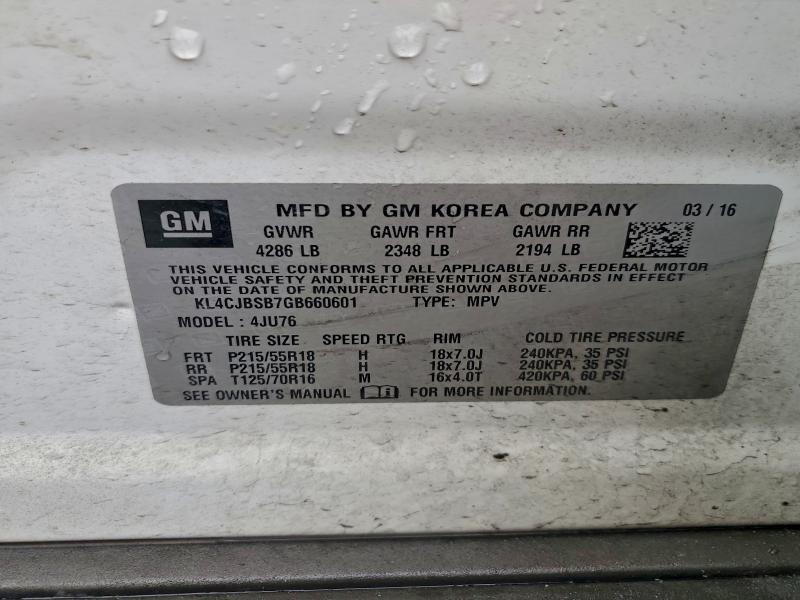 GM MFD BY GM KOREA COMPANY 03 / 16
GVWR GAWR FRT GAWR RR
4286 LB 2348 LB 2194 LB
THIS VEHICLE CONFORMS TO ALL APPLICABLE U.S. FEDERAL MOTOR
VEHICLE SAFETY AND THEFT PREVENTION STANDARDS IN EFFECT
ON THE DATE OF MANUFACTURE SHOWN ABOVE.
KL4CJBSB7GB660601 TYPE: MPV
MODEL : 4JU76
TIRE SIZE SPEED RTG RIM COLD TIRE PRESSURE
FRT P215/55R18 H 18x7.0J 240KPA, 35 PSI
RR P215/55R18 H 18x7.0J 240KPA, 35 PSI
SPA T125/70R16 M 16x4.0T 420KPA, 60 PSI
SEE OWNER'S MANUAL FOR MORE INFORMATION.